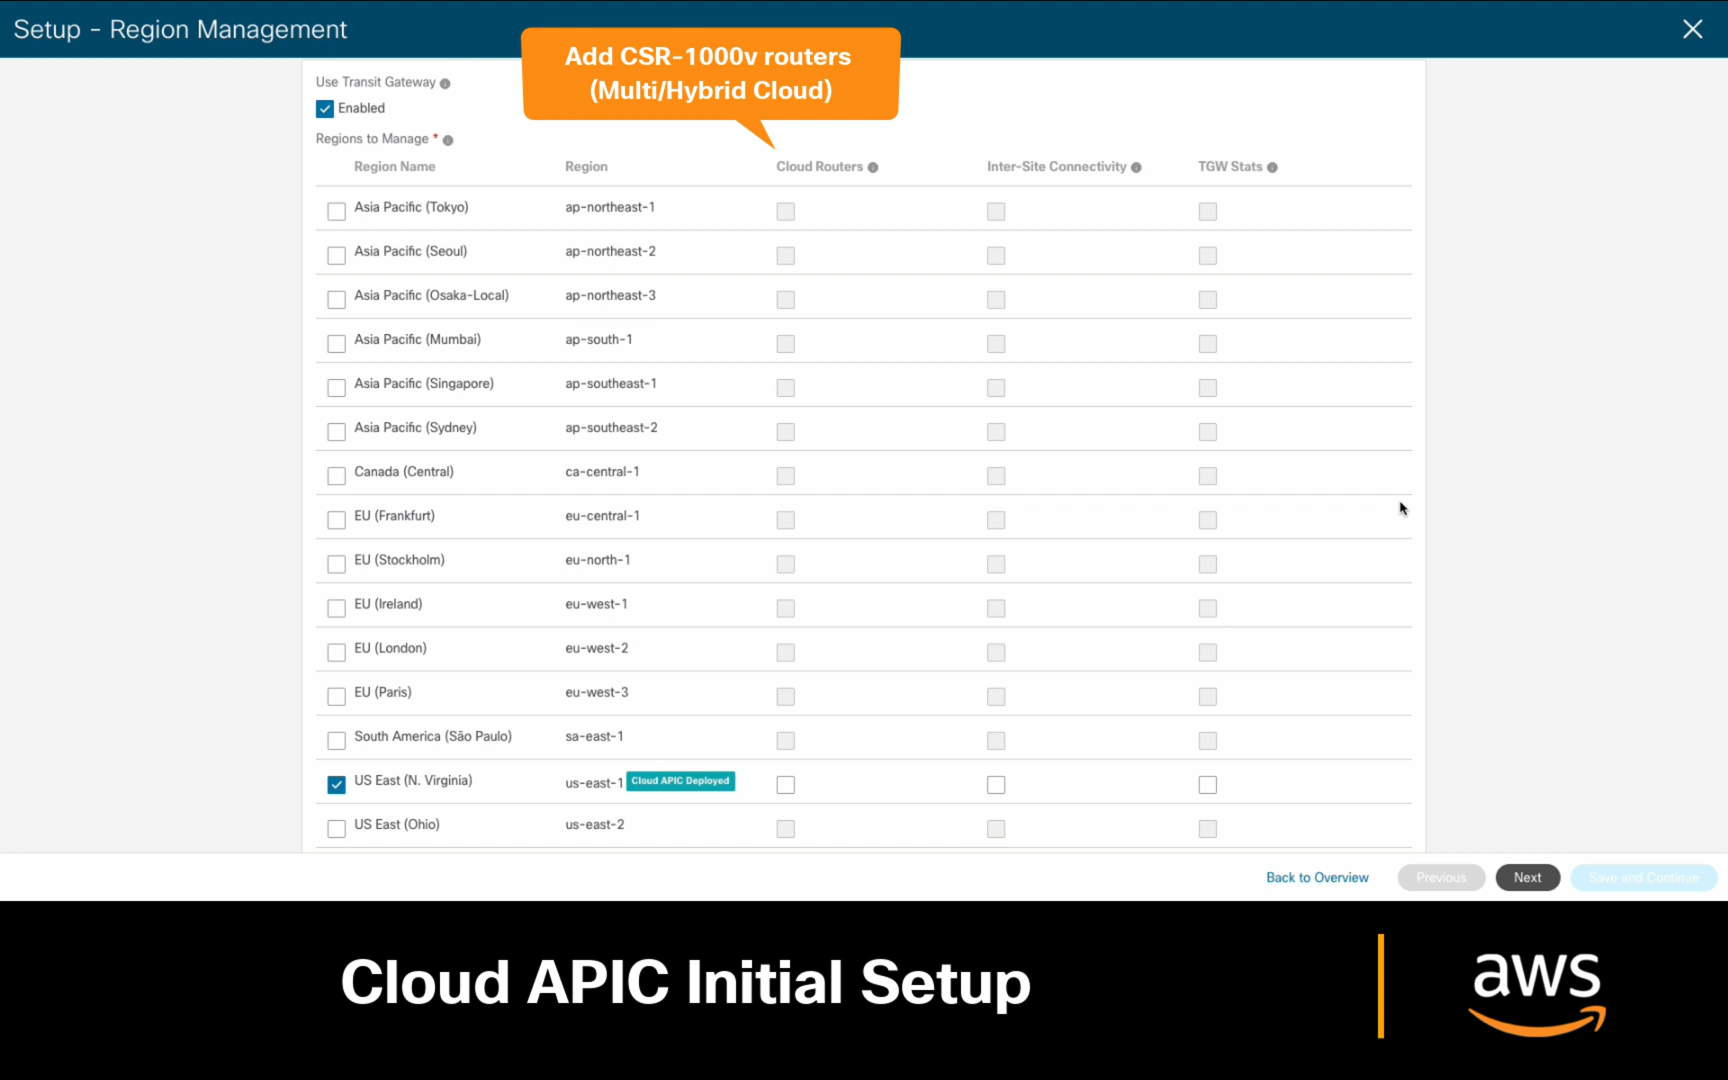 Setup - Region Management
Add CSR-1000v routers
(Multi/Hybrid Cloud)
Use Transit Gateway
Enabled
Regions to Manage *
Region Name Region Cloud Routers Inter-Site Connectivity TGW Stats
Asia Pacific (Tokyo) ap-northeast-1
Asia Pacific (Seoul) ap-northeast-2
Asia Pacific (Osaka-Local) ap-northeast-3
Asia Pacific (Mumbai) ap-south-1
Asia Pacific (Singapore) ap-southeast-1
Asia Pacific (Sydney) ap-southeast-2
Canada (Central) ca-central-1
EU (Frankfurt) eu-central-1
EU (Stockholm) eu-north-1
EU (Ireland) eu-west-1
EU (London) eu-west-2
EU (Paris) eu-west-3
South America (São Paulo) sa-east-1
US East (N. Virginia) us-east-1 Cloud APIC Deployed
US East (Ohio) us-east-2
Back to Overview Previous Next Save and Continue
Cloud APIC Initial Setup
aws